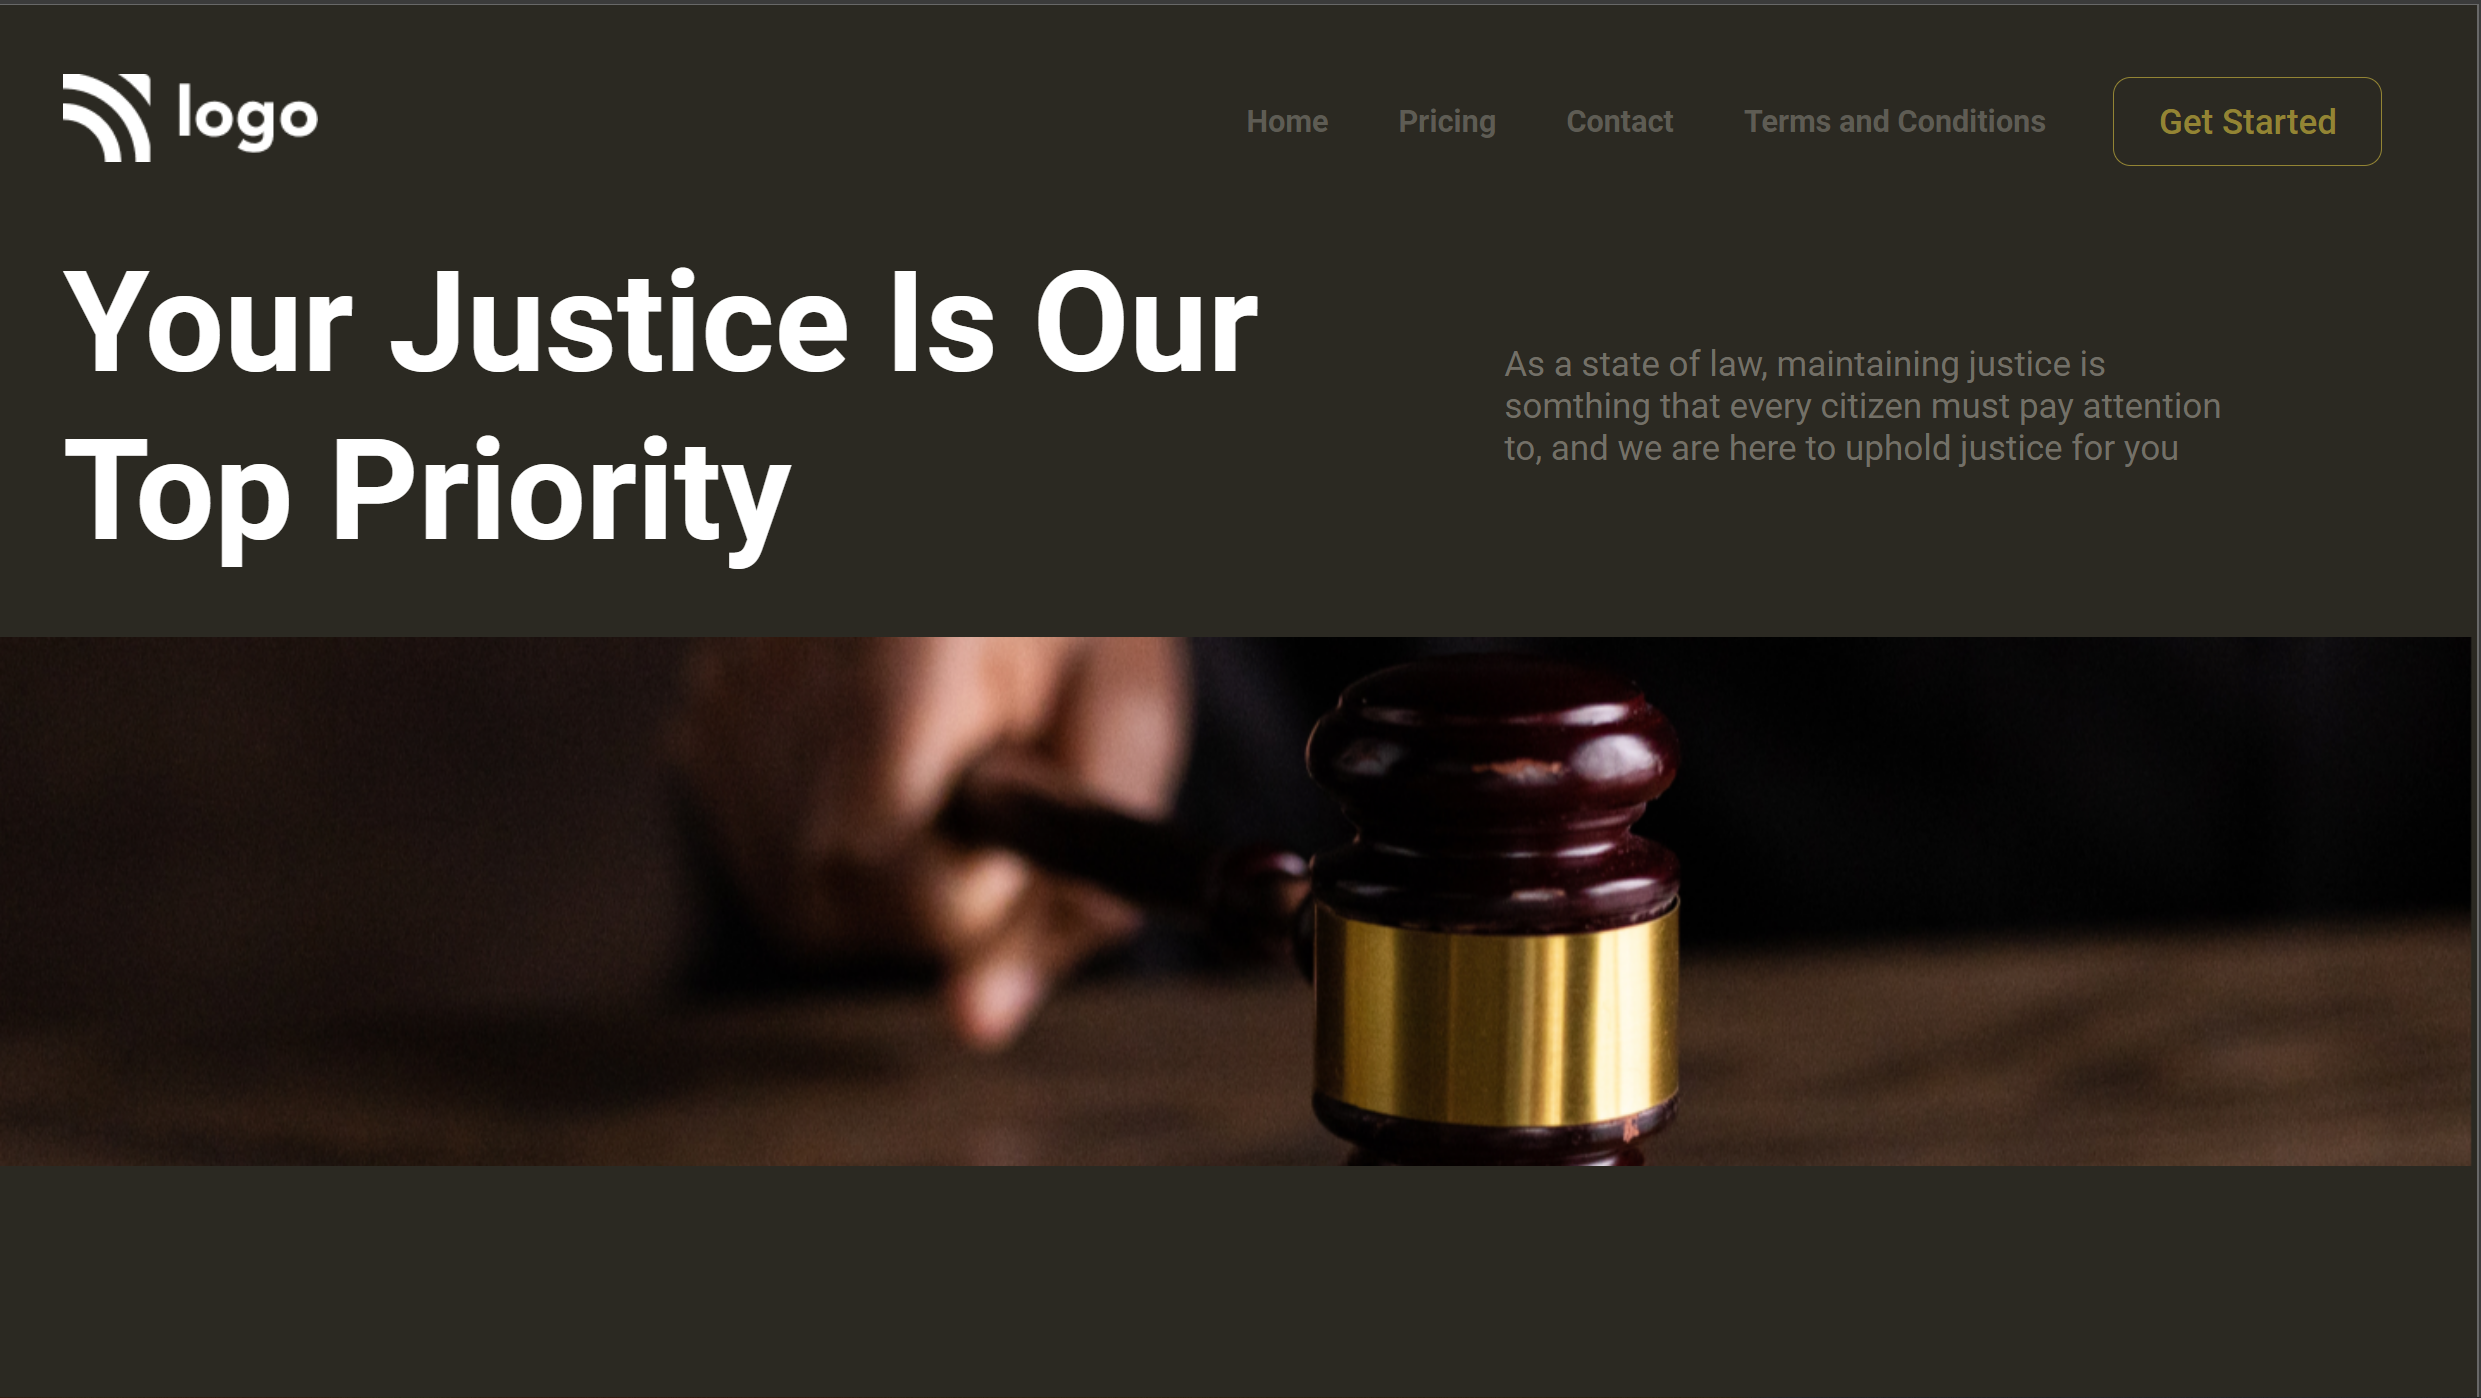 logo
Home Pricing Contact Terms and Conditions Get Started
Your Justice Is Our
Top Priority
As a state of law, maintaining justice is
somthing that every citizen must pay attention
to, and we are here to uphold justice for you